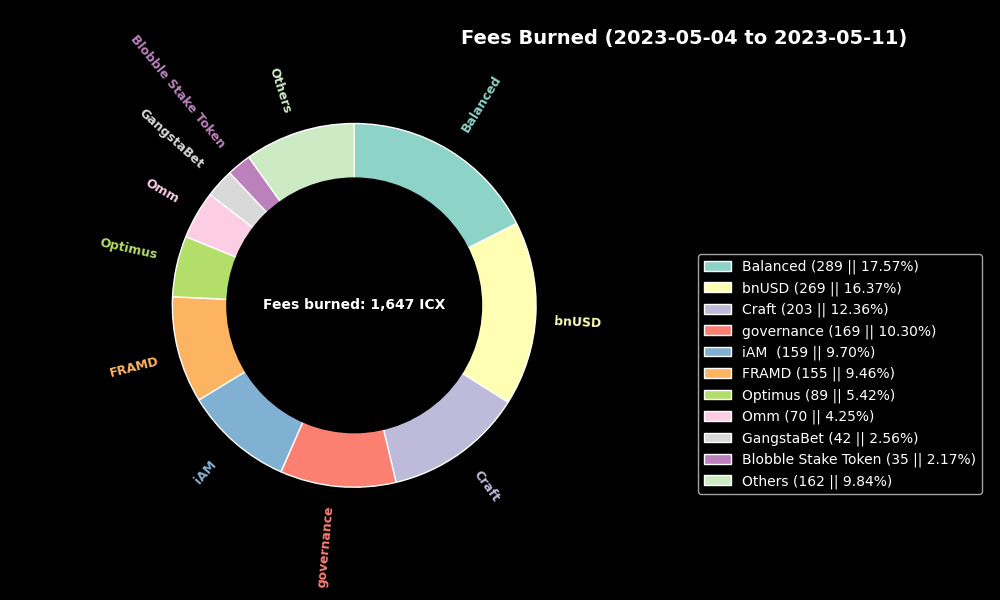 Fees Burned (2023-05-04 to 2023-05-11)
Blobble Stake Token
Others
Balanced
GangstaBet
Omm
Optimus
Fees burned: 1,647 ICX
bnUSD
FRAMD
iAM
Craft
governance
Balanced (289 || 17.57%)
bnUSD (269 || 16.37%)
Craft (203 || 12.36%)
governance (169 || 10.30%)
iAM  (159 || 9.70%)
FRAMD (155 || 9.46%)
Optimus (89 || 5.42%)
Omm (70 || 4.25%)
GangstaBet (42 || 2.56%)
Blobble Stake Token (35 || 2.17%)
Others (162 || 9.84%)